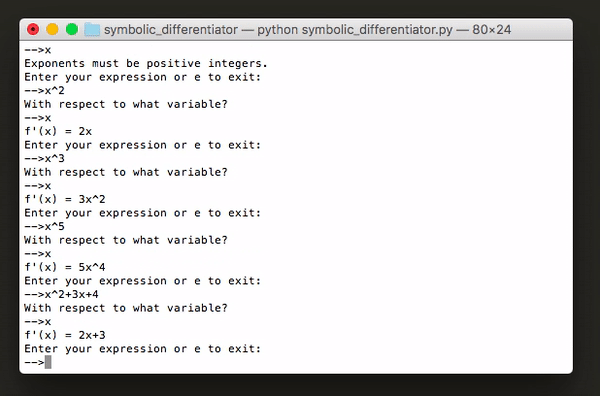 symbolic_differentiator — python symbolic_differentiator.py — 80×24
-->x
Exponents must be positive integers.
Enter your expression or e to exit:
-->x^2
With respect to what variable?
-->x
f'(x) = 2x
Enter your expression or e to exit:
-->x^3
With respect to what variable?
-->x
f'(x) = 3x^2
Enter your expression or e to exit:
-->x^5
With respect to what variable?
-->x
f'(x) = 5x^4
Enter your expression or e to exit:
-->x^2+3x+4
With respect to what variable?
-->x
f'(x) = 2x+3
Enter your expression or e to exit:
-->